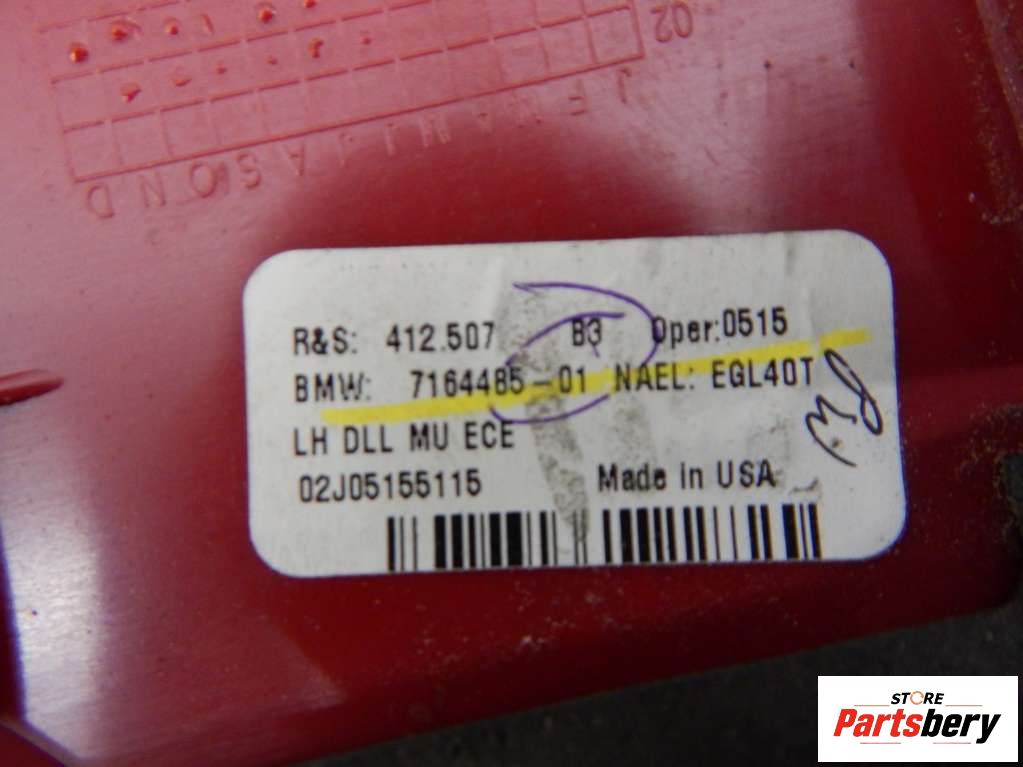 02
J F M A M J J A S O N D
R&S: 412.507 B3 Oper:0515
BMW: 7164485-01 NAEL: EGL40T
LH DLL MU ECE
02J05155115 Made in USA
STORE
Partsbery